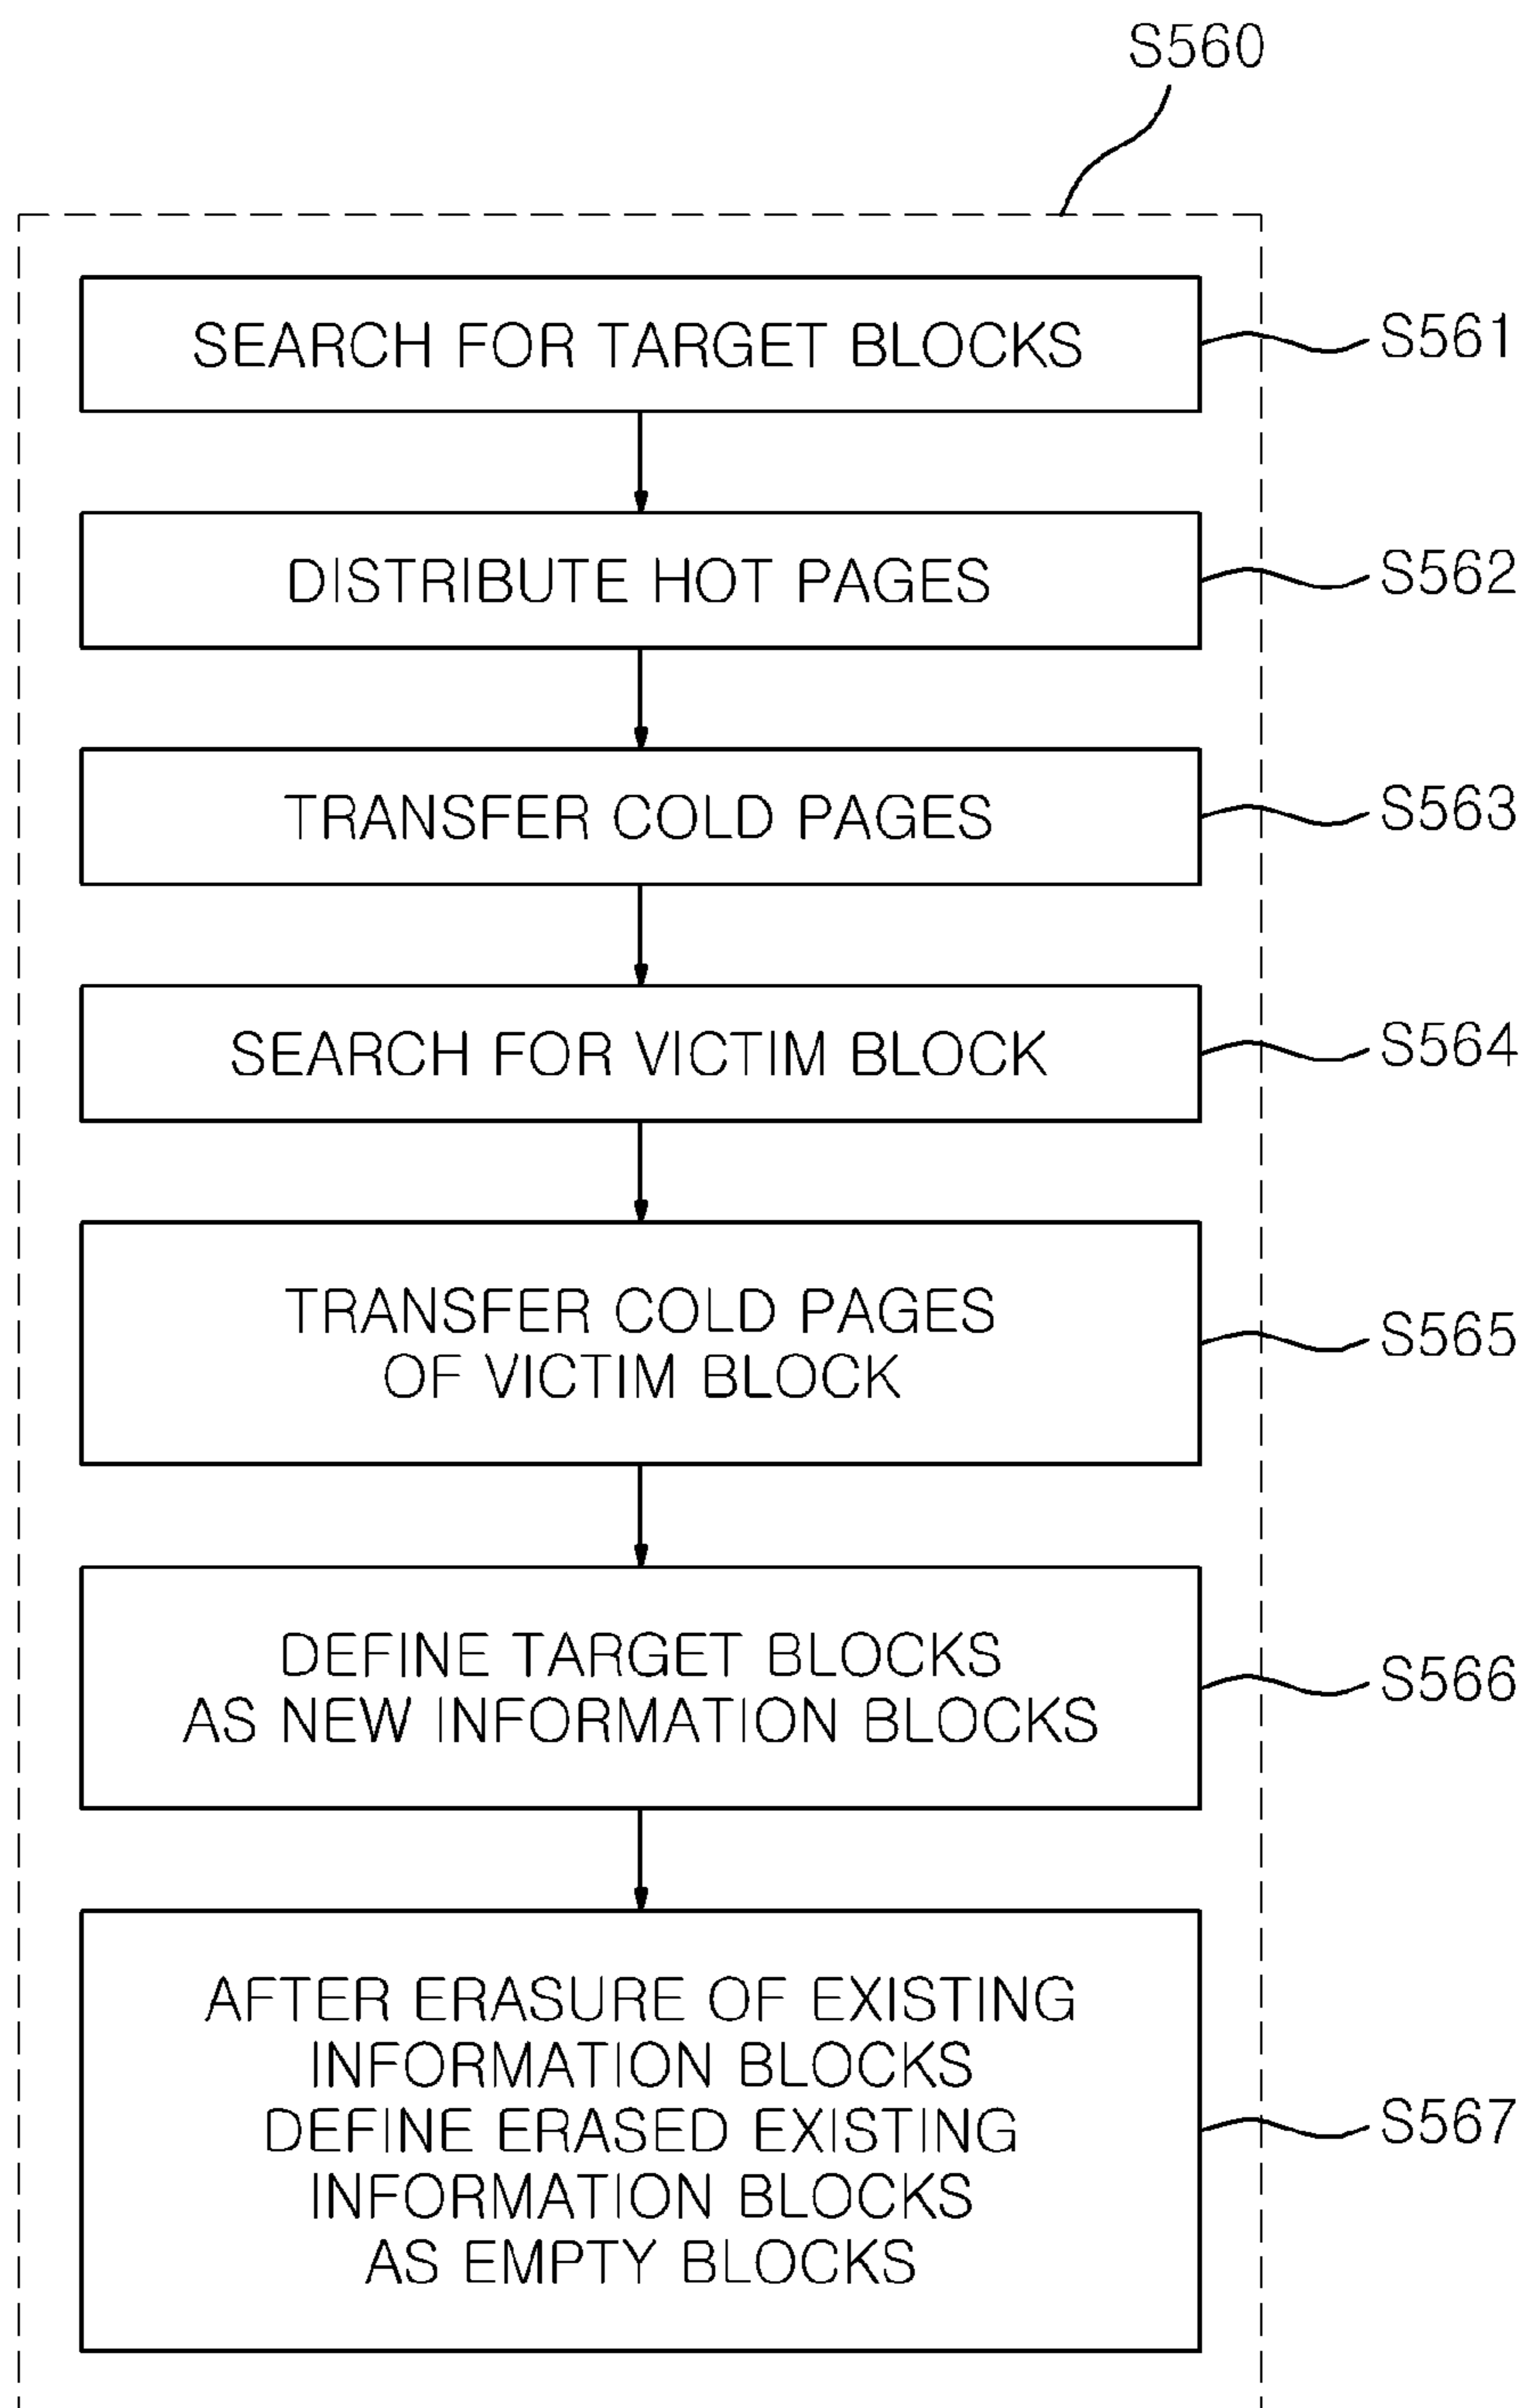 S560
SEARCH FOR TARGET BLOCKS
S561
DISTRIBUTE HOT PAGES
S562
TRANSFER COLD PAGES
S563
SEARCH FOR VICTIM BLOCK
S564
TRANSFER COLD PAGES
OF VICTIM BLOCK
S565
DEFINE TARGET BLOCKS
AS NEW INFORMATION BLOCKS
S566
AFTER ERASURE OF EXISTING
INFORMATION BLOCKS
DEFINE ERASED EXISTING
INFORMATION BLOCKS
AS EMPTY BLOCKS
S567